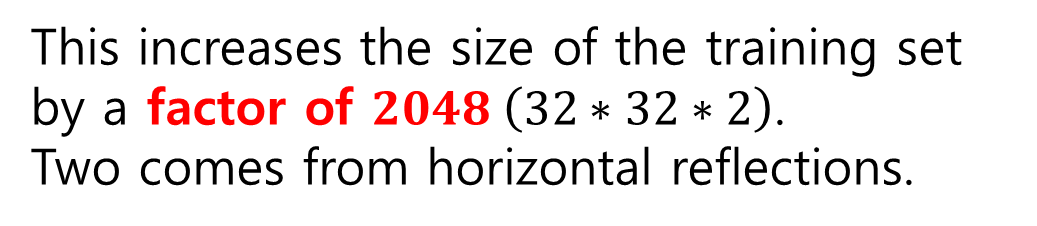 This increases the size of the training set
by a factor of 2048 (32 ∗ 32 ∗ 2).
Two comes from horizontal reflections.